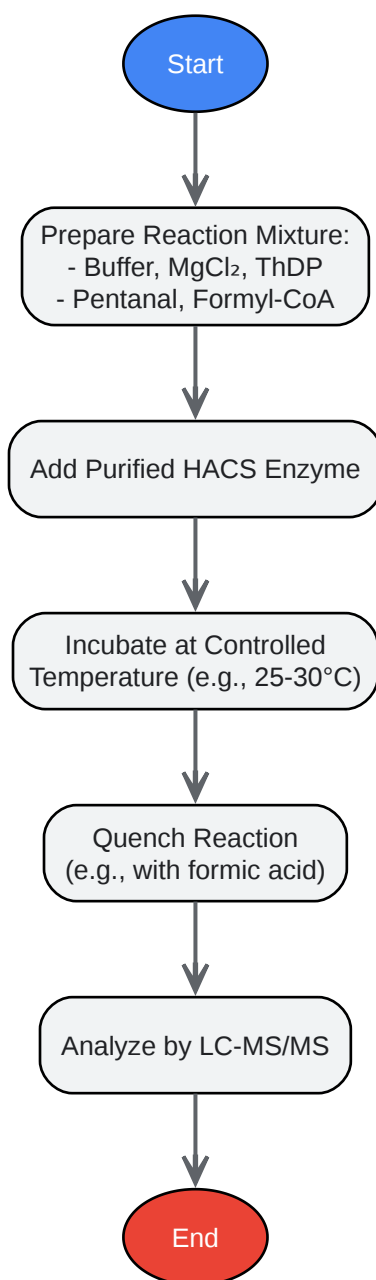 Start
Prepare Reaction Mixture:
- Buffer, MgCl₂, ThDP
- Pentanal, Formyl-CoA
Add Purified HACS Enzyme
Incubate at Controlled
Temperature (e.g., 25-30°C)
Quench Reaction
(e.g., with formic acid)
Analyze by LC-MS/MS
End